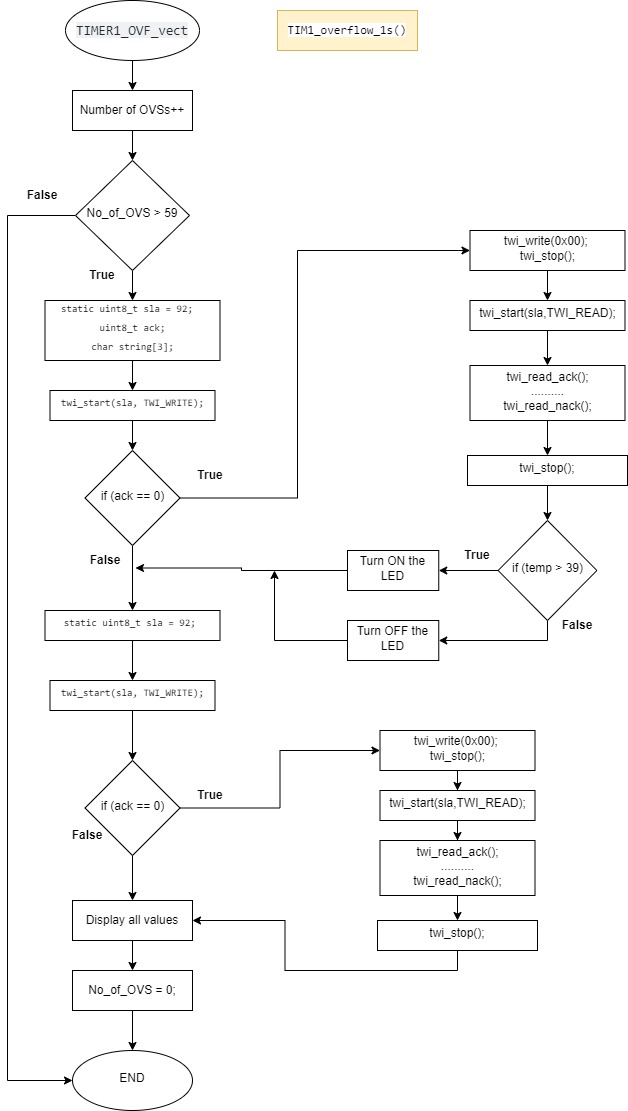 TIMER1_OVF_vect
TIM1_overflow_1s()
Number of OVSs++
False
No_of_OVS > 59
True
static uint8_t sla = 92;
uint8_t ack;
char string[3];
twi_start(sla, TWI_WRITE);
if (ack == 0)
True
False
twi_write(0x00);
twi_stop();
twi_start(sla,TWI_READ);
twi_read_ack();
..........
twi_read_nack();
twi_stop();
if (temp > 39)
True
False
Turn ON the
LED
Turn OFF the
LED
static uint8_t sla = 92;
twi_start(sla, TWI_WRITE);
if (ack == 0)
True
False
twi_write(0x00);
twi_stop();
twi_start(sla,TWI_READ);
twi_read_ack();
..........
twi_read_nack();
twi_stop();
Display all values
No_of_OVS = 0;
END